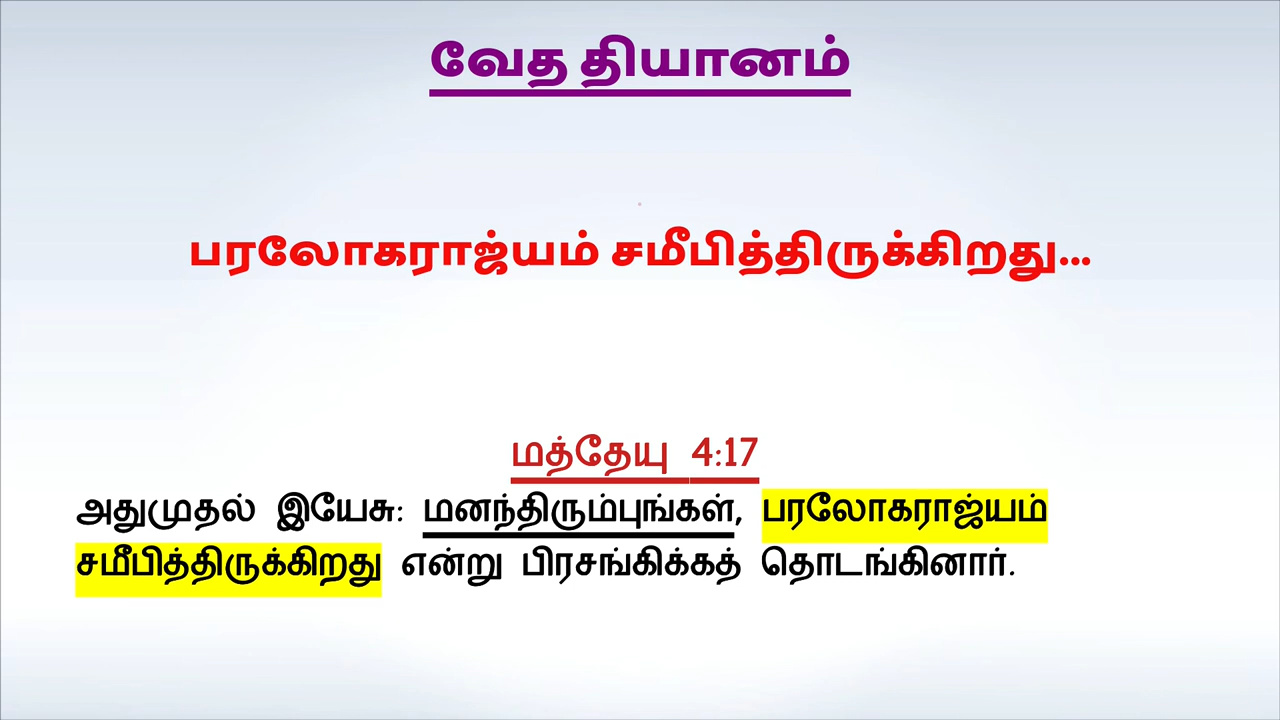 வேத தியானம்
பரலோகராஜ்யம் சமீபித்திருக்கிறது...
மத்தேயு 4:17
அதுமுதல் இயேசு: மனந்திரும்புங்கள், பரலோகராஜ்யம்
சமீபித்திருக்கிறது என்று பிரசங்கிக்கத் தொடங்கினார்.